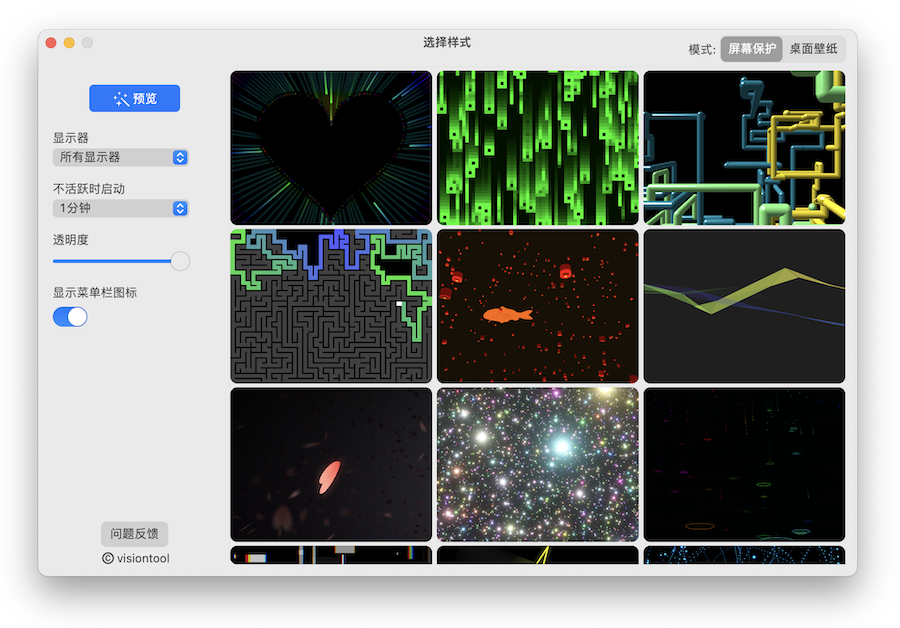 选择样式
模式:
屏幕保护
桌面壁纸
预览
显示器
所有显示器
不活跃时启动
1分钟
透明度
显示菜单栏图标
问题反馈
© visiontool